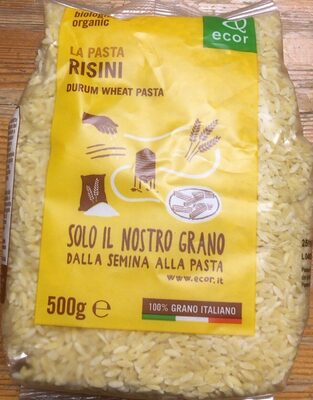 biologic
organic
ecor
LA PASTA
RISINI
DURUM WHEAT PASTA
SOLO IL NOSTRO GRANO
DALLA SEMINA ALLA PASTA
www.ecor.it
500g e
100% GRANO ITALIANO